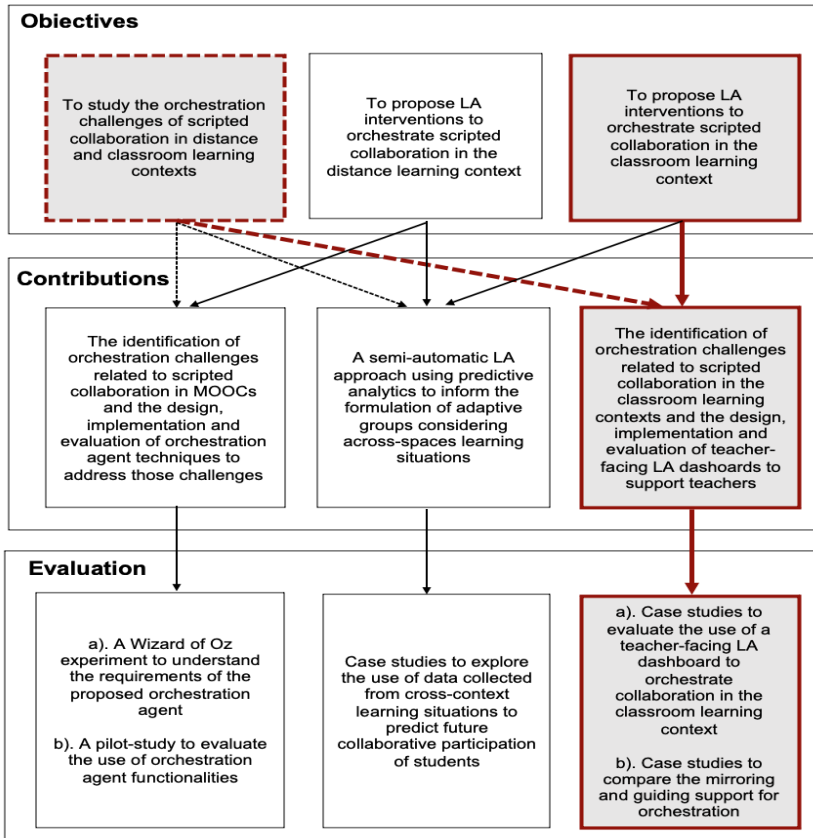 Objectives
To study the orchestration
challenges of scripted
collaboration in distance
and classroom learning
contexts
To propose LA
interventions to
orchestrate scripted
collaboration in the
distance learning context
To propose LA
interventions to
orchestrate scripted
collaboration in the
classroom learning
context
Contributions
The identification of
orchestration challenges
related to scripted
collaboration in MOOCs
and the design,
implementation and
evaluation of orchestration
agent techniques to
address those challenges
A semi-automatic LA
approach using predictive
analytics to inform the
formulation of adaptive
groups considering
across-spaces learning
situations
The identification of
orchestration challenges
related to scripted
collaboration in the
classroom learning
contexts and the design,
implementation and
evaluation of teacher-
facing LA dashoards to
support teachers
Evaluation
a). A Wizard of Oz
experiment to understand
the requirements of the
proposed orchestration
agent
b). A pilot-study to evaluate
the use of orchestration
agent functionalities
Case studies to explore
the use of data collected
from cross-context
learning situations to
predict future
collaborative participation
of students
a). Case studies to
evaluate the use of a
teacher-facing LA
dashboard to
orchestrate
collaboration in the
classroom learning
context
b). Case studies to
compare the mirroring
and guiding support for
orchestration